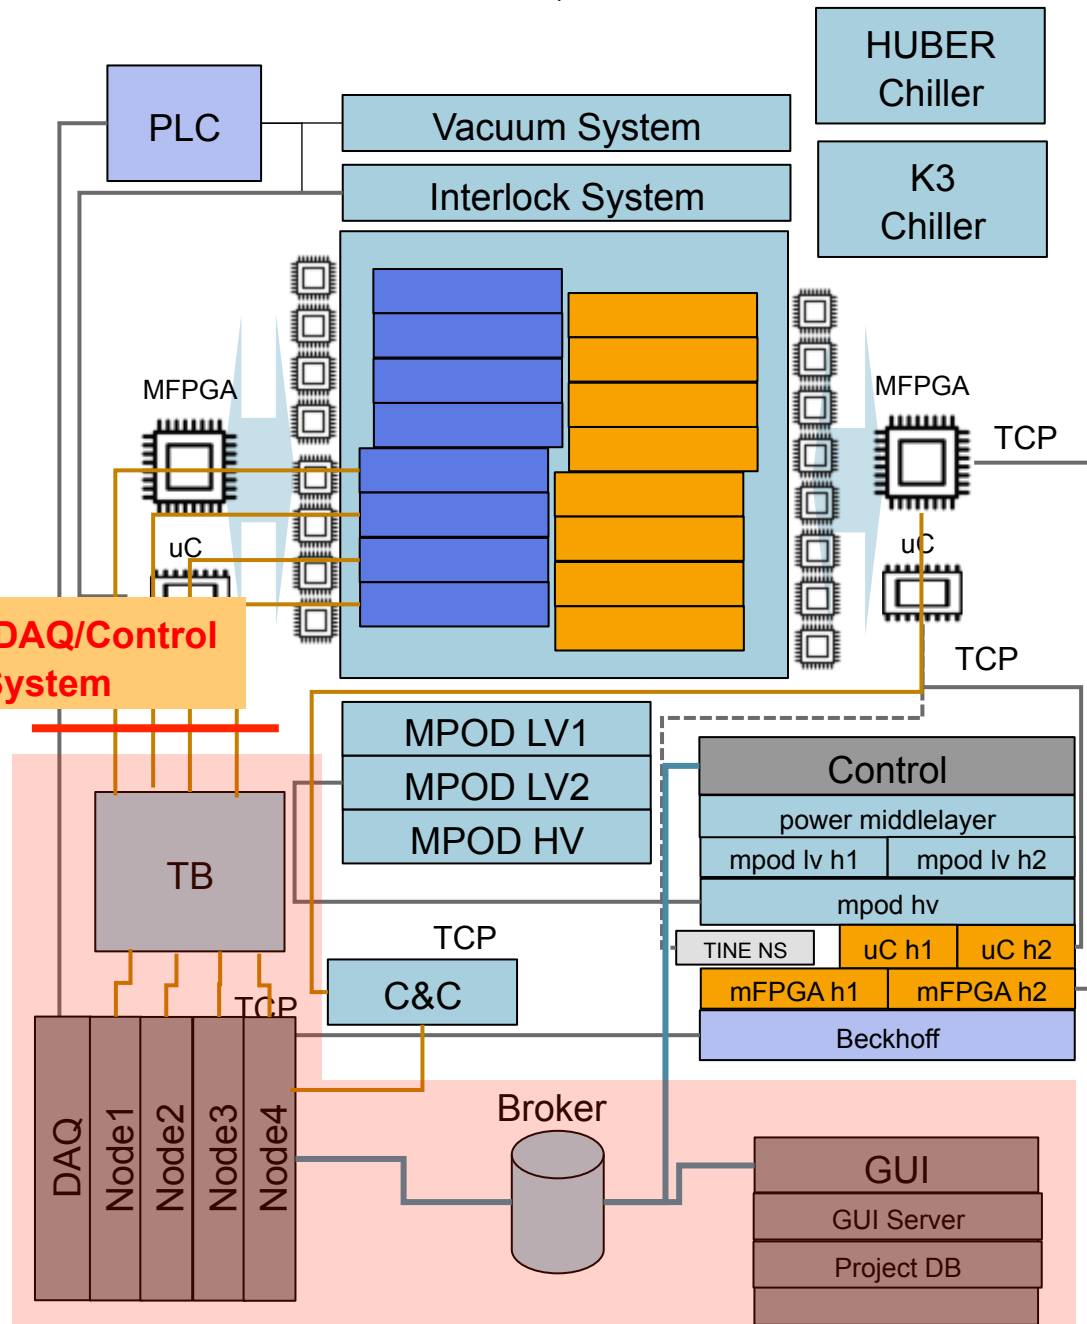 HUBER
Chiller
PLC
Vacuum System
K3
Chiller
Interlock System
MFPGA
MFPGA
TCP
uC
uC
DAQ/Control
System
TCP
MPOD LV1
MPOD LV2
MPOD HV
Control
power middlelayer
mpod lv h1
mpod lv h2
mpod hv
TB
TCP
TINE NS
uC h1
uC h2
C&C
mFPGA h1
mFPGA h2
TCP
Beckhoff
DAQ
Node1
Node2
Node3
Node4
Broker
GUI
GUI Server
Project DB